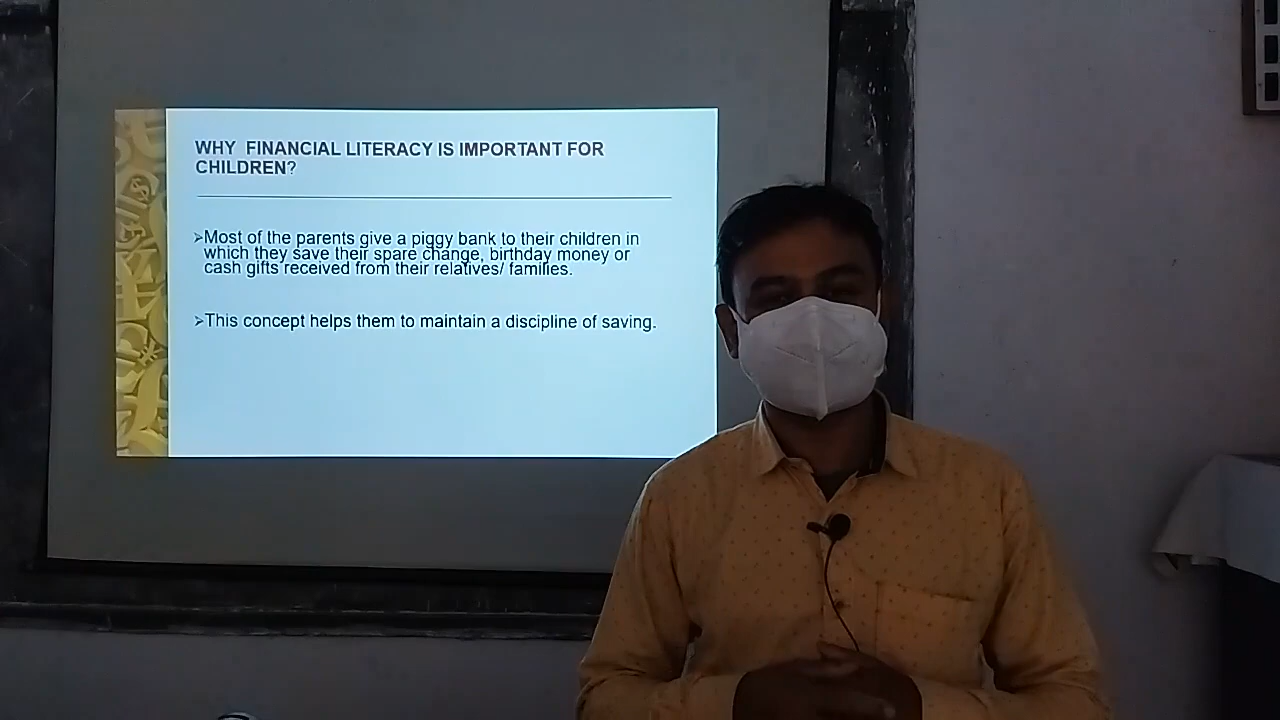 WHY  FINANCIAL LITERACY IS IMPORTANT FOR
CHILDREN?
➢Most of the parents give a piggy bank to their children in
which they save their spare change, birthday money or
cash gifts received from their relatives/ families.
➢This concept helps them to maintain a discipline of saving.